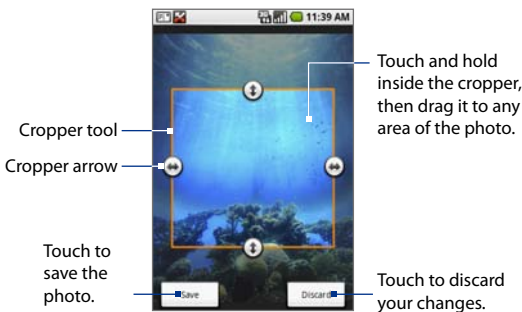 11:39 AM
Touch and hold
inside the cropper,
then drag it to any
area of the photo.
Cropper tool
Cropper arrow
Touch to
save the
photo.
Save
Discard
Touch to discard
your changes.